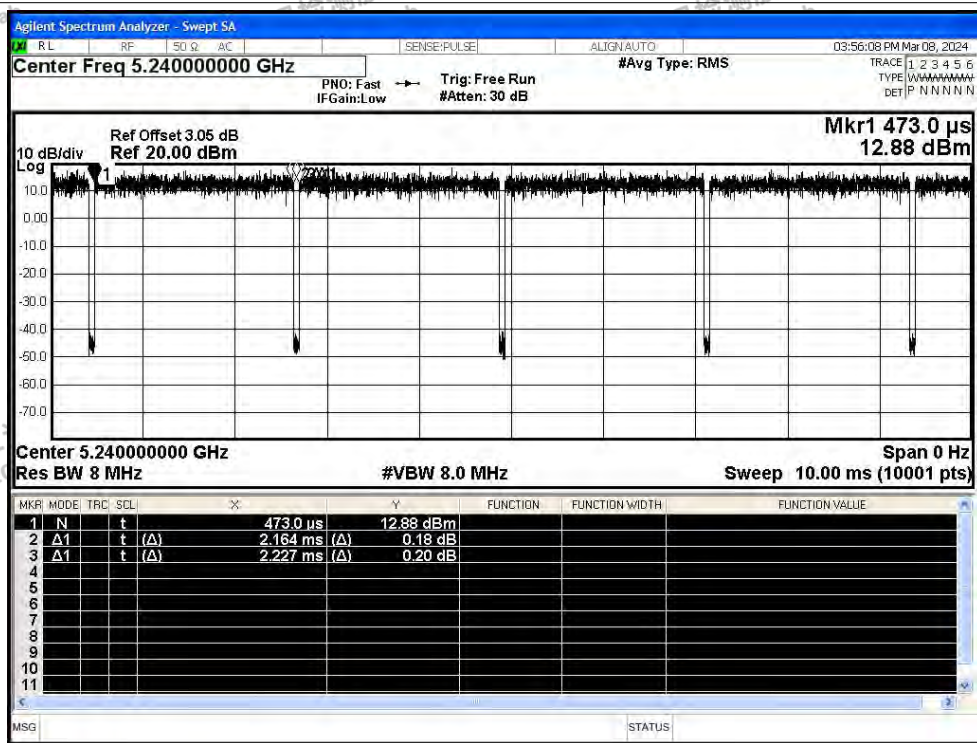 Agilent Spectrum Analyzer - Swept SA
RL RF 50 Ω AC SENSE:PULSE ALIGN AUTO 03:56:08 PM Mar 08, 2024
Center Freq 5.240000000 GHz #Avg Type: RMS TRACE 1 2 3 4 5 6
PNO: Fast Trig: Free Run TYPE W
IFGain:Low #Atten: 30 dB DET P N N N N N
Mkr1 473.0 µs
12.88 dBm
Ref Offset 3.05 dB
10 dB/div Ref 20.00 dBm
Log
1
10.0
0.00
-10.0
-20.0
-30.0
-40.0
-50.0
-60.0
-70.0
Center 5.240000000 GHz Span 0 Hz
Res BW 8 MHz #VBW 8.0 MHz Sweep 10.00 ms (10001 pts)
MKR MODE TRC SCL X Y FUNCTION FUNCTION WIDTH FUNCTION VALUE
1 N t 473.0 µs 12.88 dBm
2 Δ1 t (Δ) 2.164 ms (Δ) 0.18 dB
3 Δ1 t (Δ) 2.227 ms (Δ) 0.20 dB
4
5
6
7
8
9
10
11
MSG STATUS